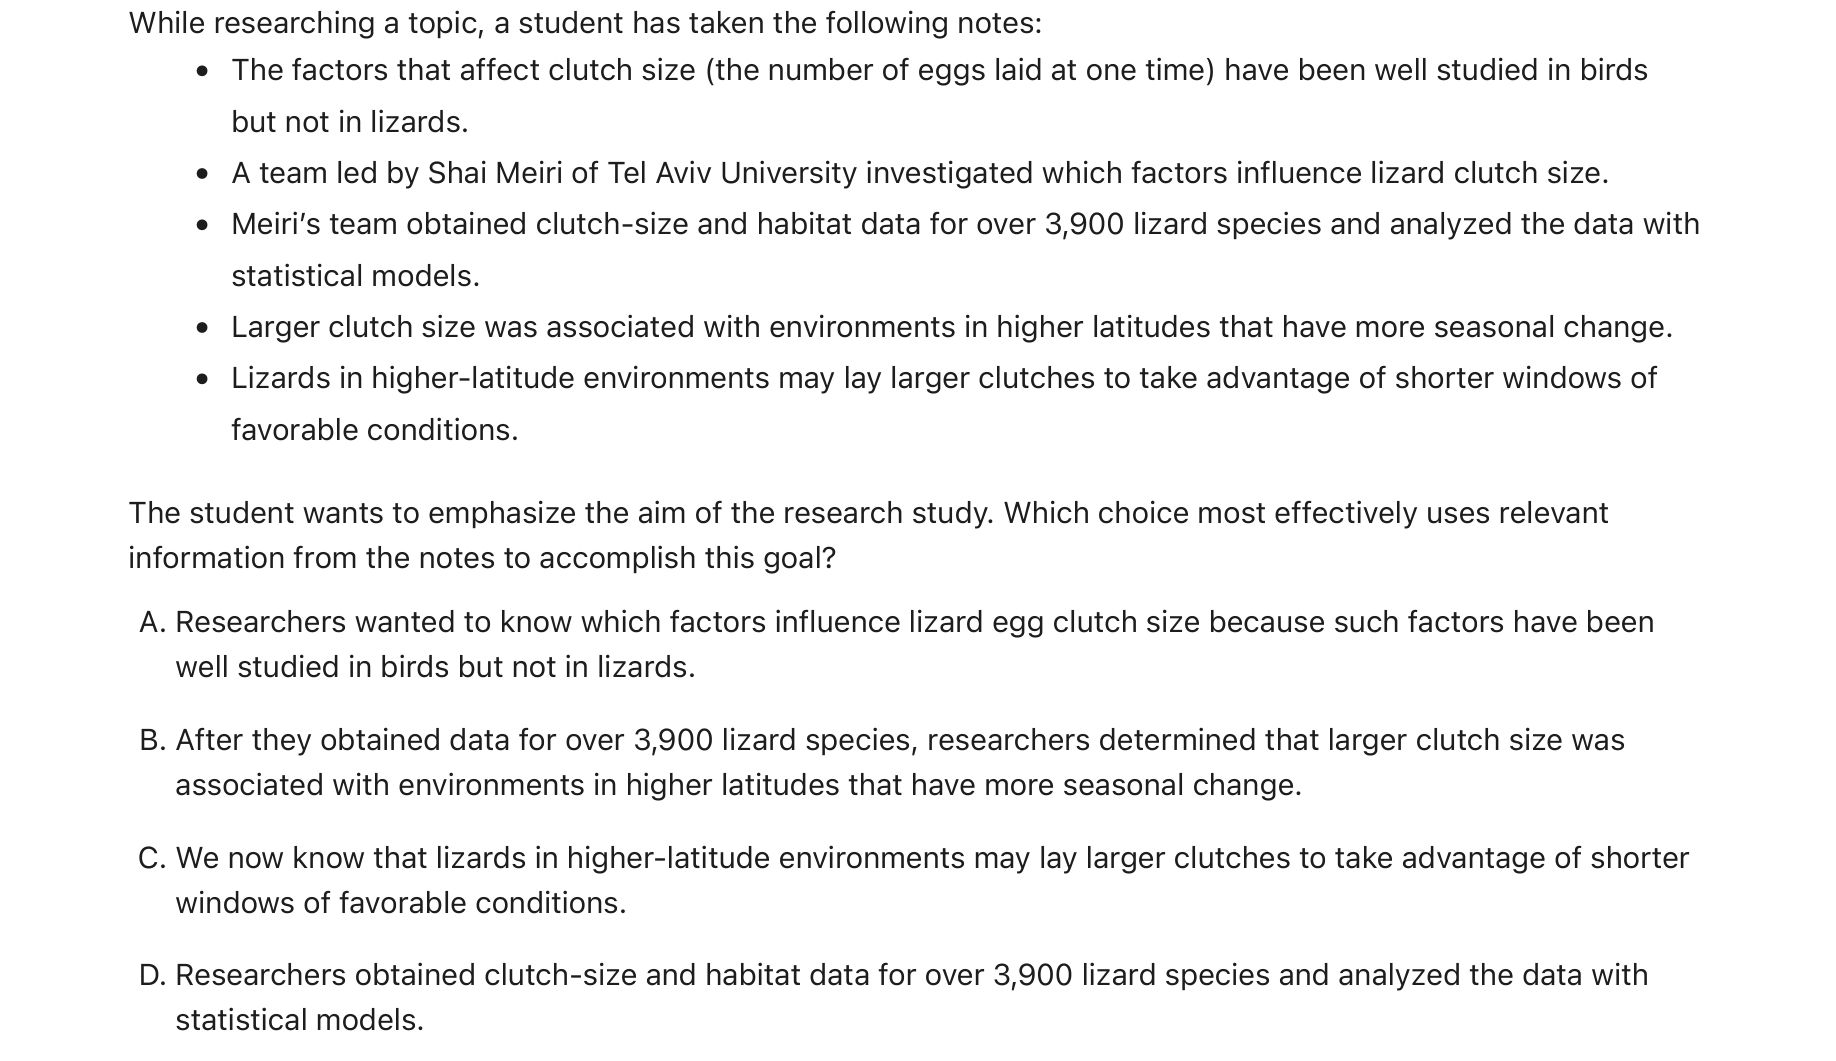 While researching a topic, a student has taken the following notes:
• The factors that affect clutch size (the number of eggs laid at one time) have been well studied in birds
but not in lizards.
• A team led by Shai Meiri of Tel Aviv University investigated which factors influence lizard clutch size.
• Meiri’s team obtained clutch-size and habitat data for over 3,900 lizard species and analyzed the data with
statistical models.
• Larger clutch size was associated with environments in higher latitudes that have more seasonal change.
• Lizards in higher-latitude environments may lay larger clutches to take advantage of shorter windows of
favorable conditions.
The student wants to emphasize the aim of the research study. Which choice most effectively uses relevant
information from the notes to accomplish this goal?
A. Researchers wanted to know which factors influence lizard egg clutch size because such factors have been
well studied in birds but not in lizards.
B. After they obtained data for over 3,900 lizard species, researchers determined that larger clutch size was
associated with environments in higher latitudes that have more seasonal change.
C. We now know that lizards in higher-latitude environments may lay larger clutches to take advantage of shorter
windows of favorable conditions.
D. Researchers obtained clutch-size and habitat data for over 3,900 lizard species and analyzed the data with
statistical models.